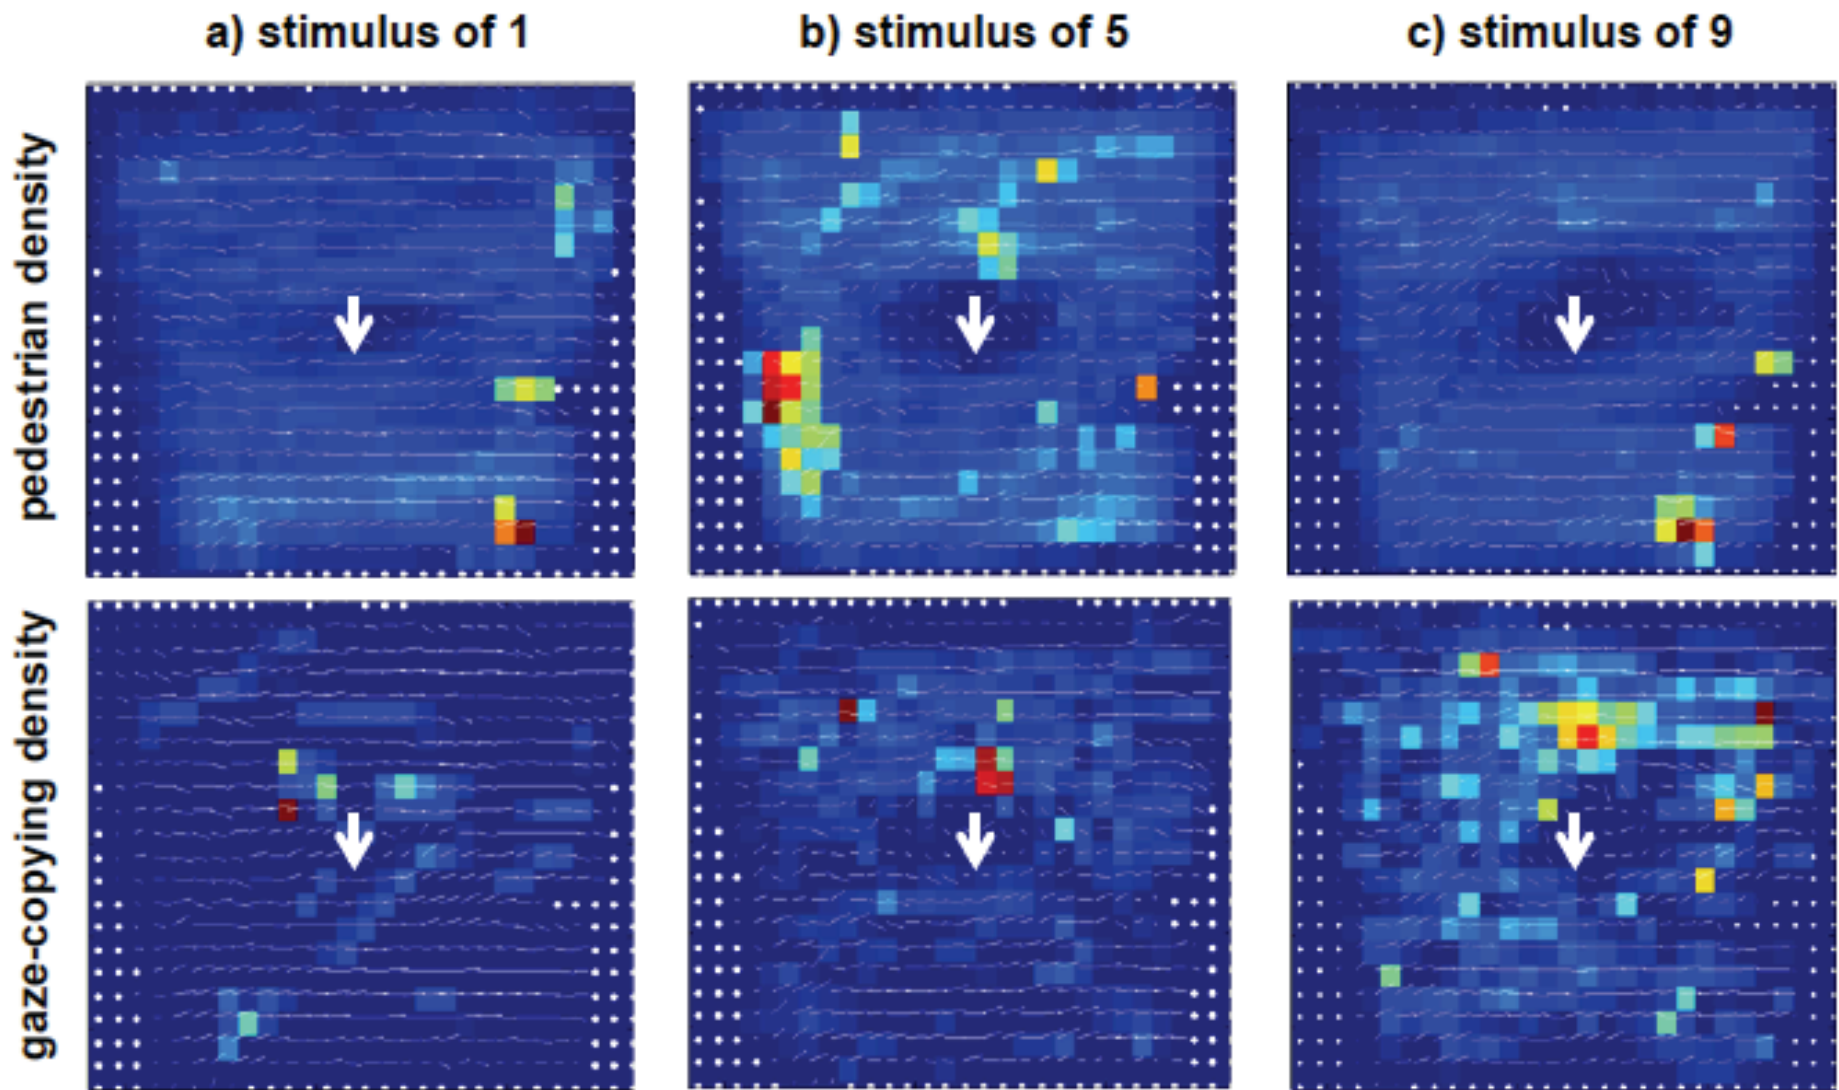 a) stimulus of 1
b) stimulus of 5
c) stimulus of 9
pedestrian density
gaze-copying density